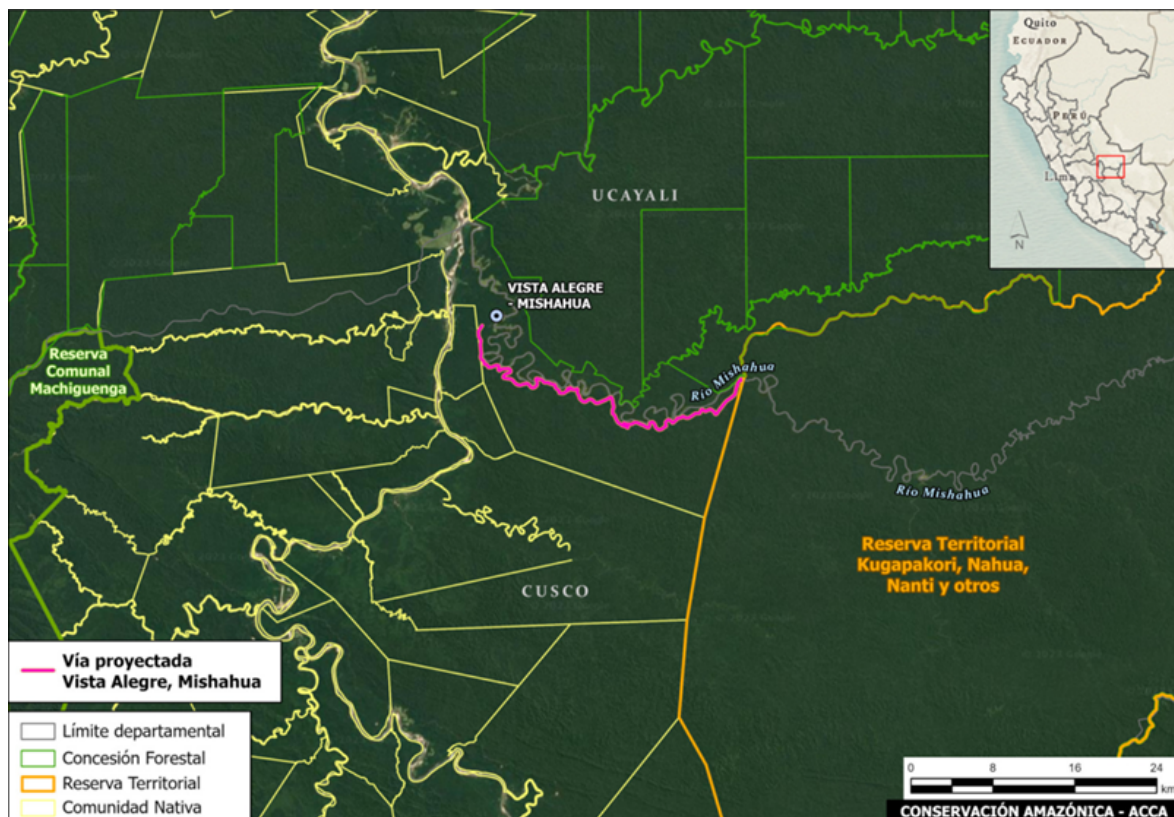 Quito
ECUADOR
PERÚ
Lima
N
UCAYALI
VISTA ALEGRE
- MISHAHUA
Reserva
Comunal
Machiguenga
Río Mishahua
Río Mishahua
Reserva Territorial
Kugapakori, Nahua,
Nanti y otros
CUSCO
Vía proyectada
Vista Alegre, Mishahua
Límite departamental
Concesión Forestal
Reserva Territorial
Comunidad Nativa
0 8 16 24
km
CONSERVACIÓN AMAZÓNICA - ACCA